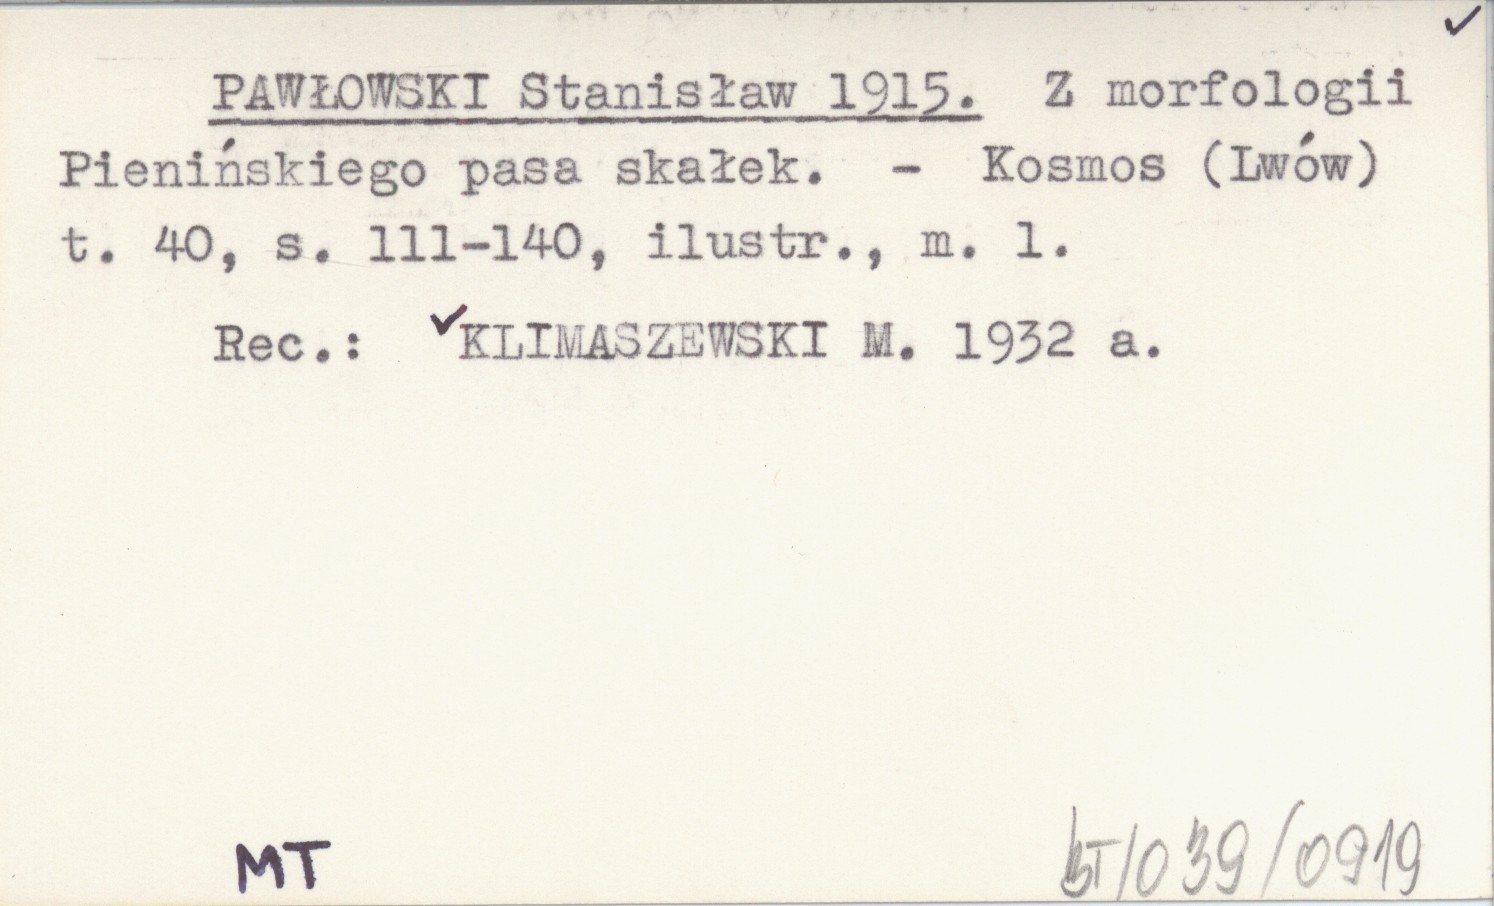 PAWŁOWSKI Stanisław 1915. Z morfologii
Pienińskiego pasa skałek. - Kosmos (Lwów)
t. 40, s. 111-140, ilustr., m. 1.
Rec.: ✓KLIMASZEWSKI M. 1932 a.
MT
BT/039/0919